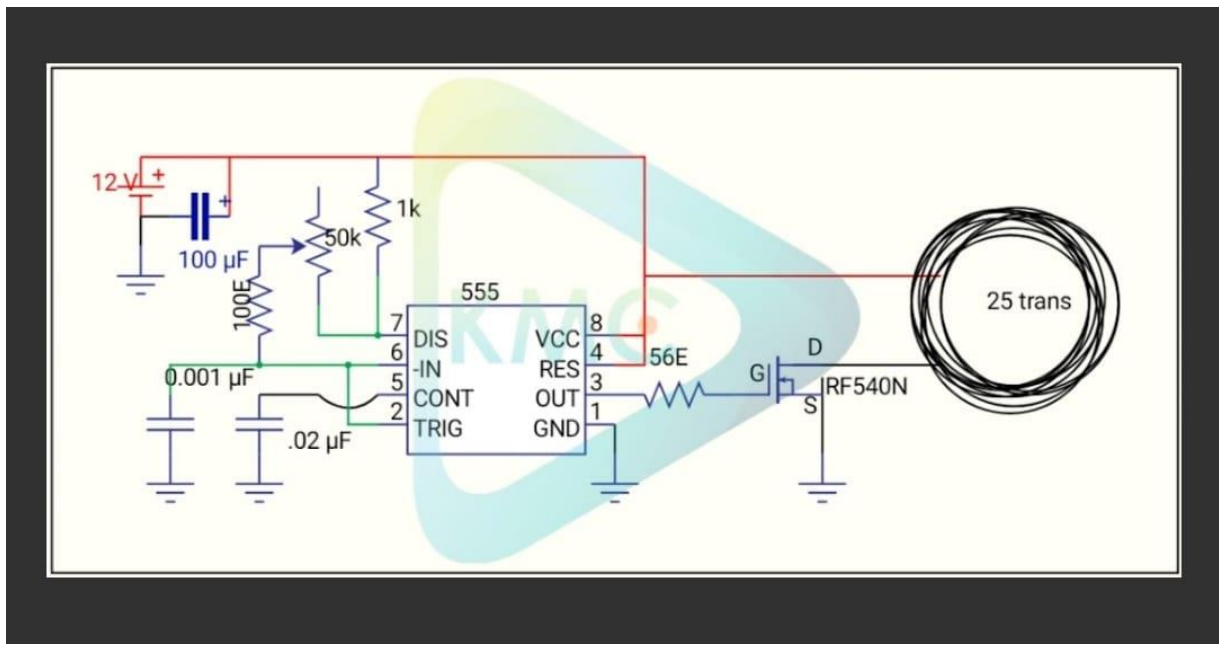 12 V
+
+
100 µF
100E
50k
1k
555
7
DIS
6
-IN
5
CONT
2
TRIG
8
VCC
4
RES
3
OUT
1
GND
0.001 µF
.02 µF
56E
G
D
S
RF540N
25 trans
KMC